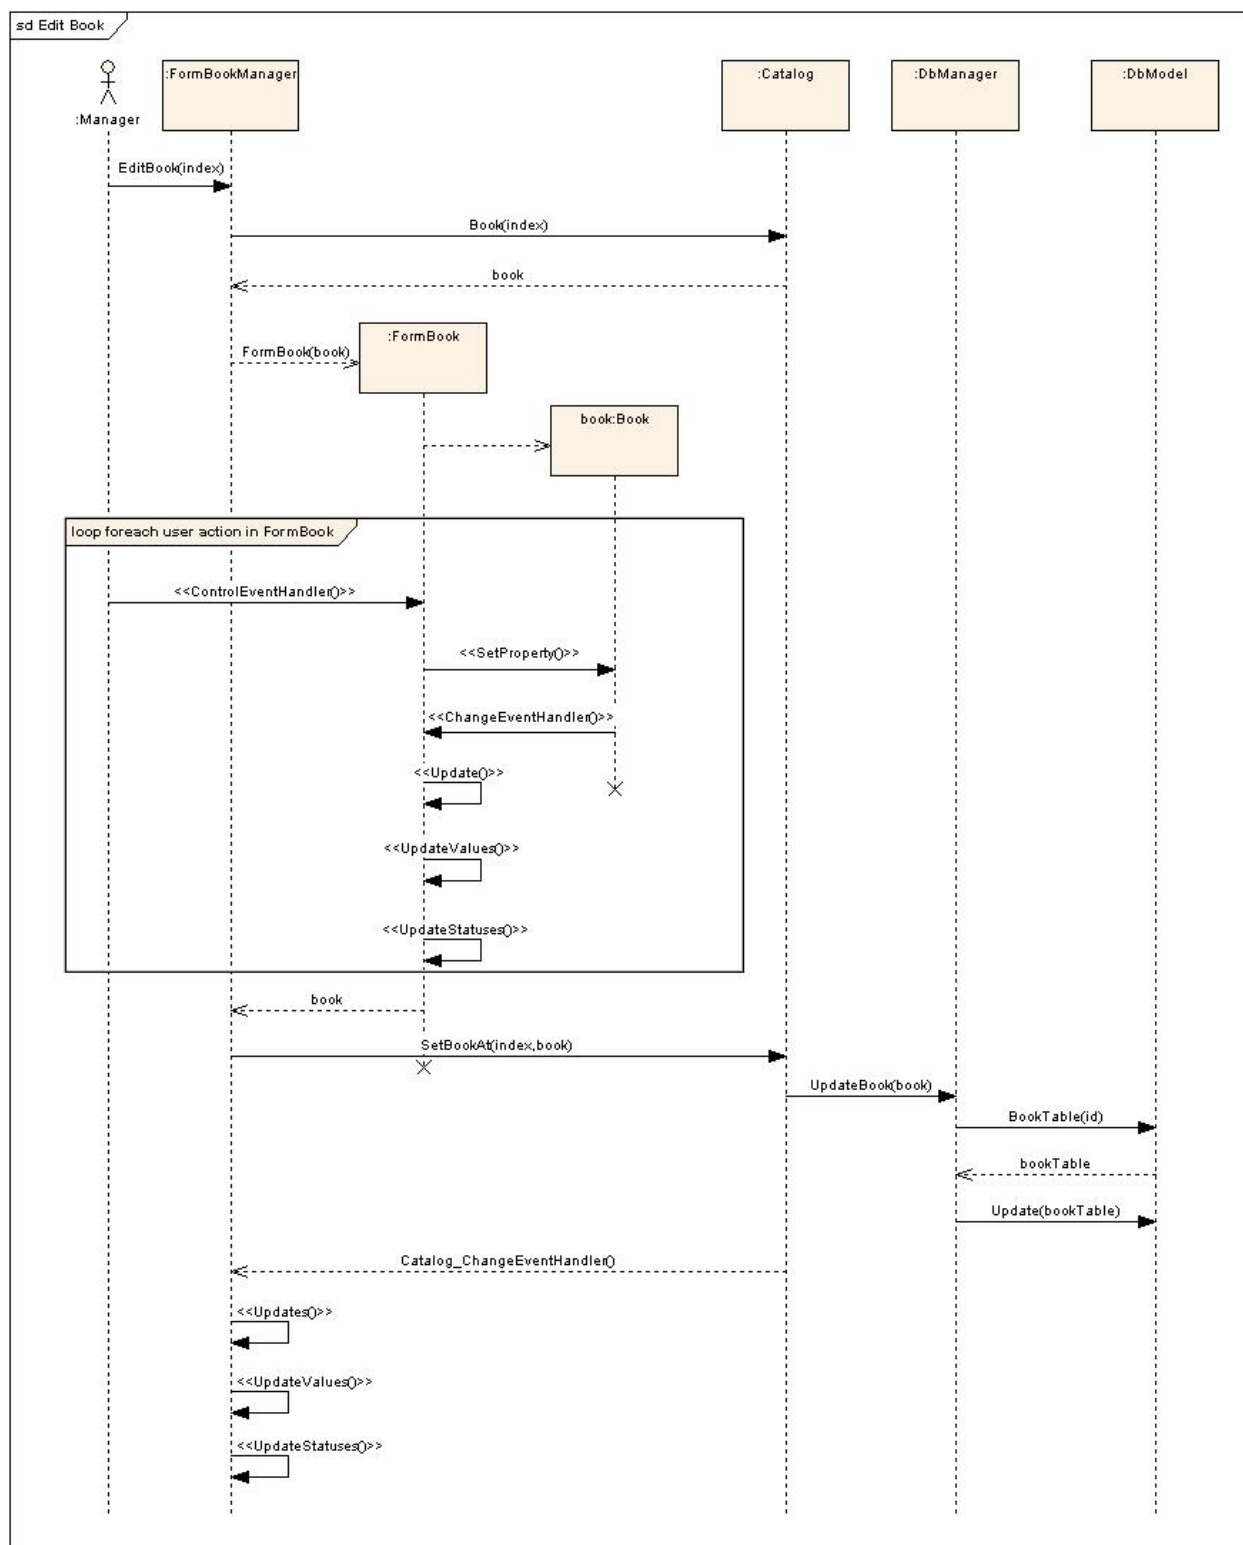 sd Edit Book
:Manager
:FormBookManager
:Catalog
:DbManager
:DbModel
EditBook(index)
Book(index)
book
:FormBook
FormBook(book)
book:Book
loop foreach user action in FormBook
<<ControlEventHandler()>>
<<SetProperty()>>
<<ChangeEventHandler()>>
<<Update()>>
<<UpdateValues()>>
<<UpdateStatuses()>>
book
SetBookAt(index,book)
UpdateBook(book)
BookTable(id)
bookTable
Update(bookTable)
Catalog_ChangeEventHandler()
<<Updates()>>
<<UpdateValues()>>
<<UpdateStatuses()>>